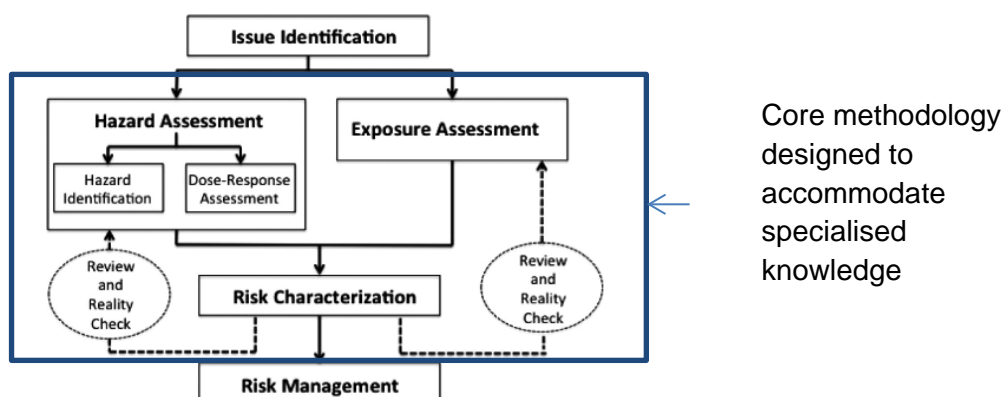 Issue Identification
Hazard Assessment
Exposure Assessment
Hazard
Identification
Dose-Response
Assessment
Review
and
Reality
Check
Risk Characterization
Review
and
Reality
Check
Risk Management
Core methodology
designed to
accommodate
specialised
knowledge